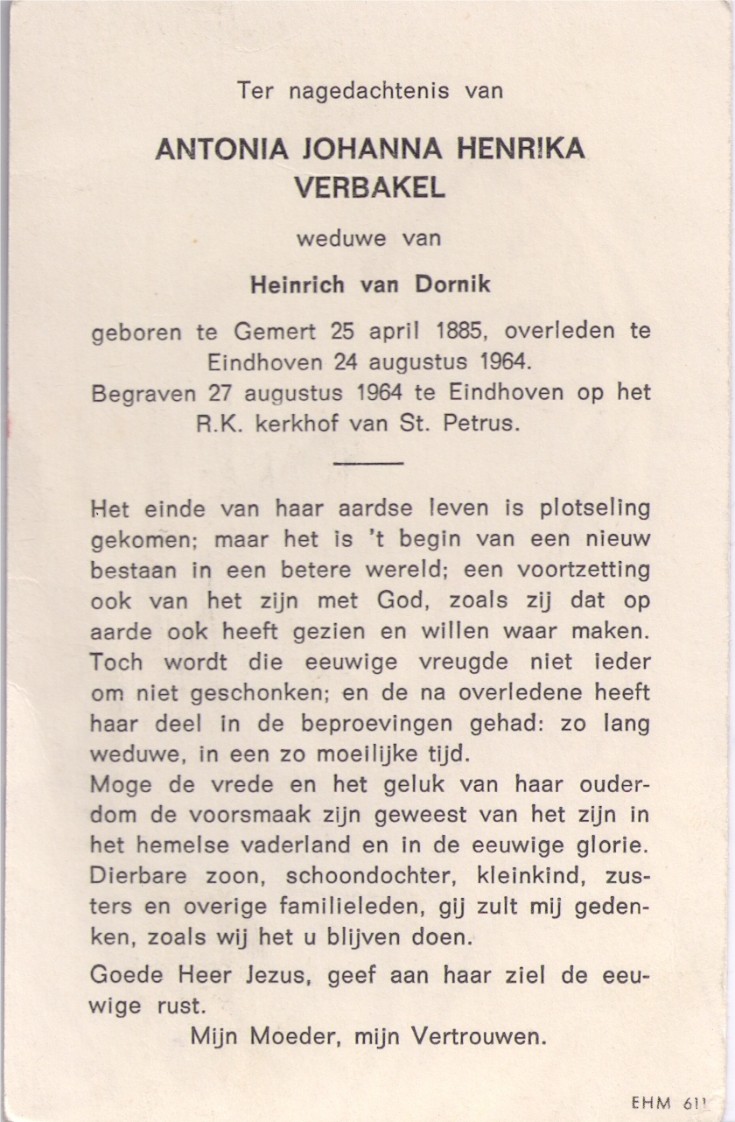 Ter nagedachtenis van
ANTONIA JOHANNA HENRIKA
VERBAKEL
weduwe van
Heinrich van Dornik
geboren te Gemert 25 april 1885, overleden te
Eindhoven 24 augustus 1964.
Begraven 27 augustus 1964 te Eindhoven op het
R.K. kerkhof van St. Petrus.
Het einde van haar aardse leven is plotseling
gekomen; maar het is 't begin van een nieuw
bestaan in een betere wereld; een voortzetting
ook van het zijn met God, zoals zij dat op
aarde ook heeft gezien en willen waar maken.
Toch wordt die eeuwige vreugde niet ieder
om niet geschonken; en de na overledene heeft
haar deel in de beproevingen gehad: zo lang
weduwe, in een zo moeilijke tijd.
Moge de vrede en het geluk van haar ouder-
dom de voorsmaak zijn geweest van het zijn in
het hemelse vaderland en in de eeuwige glorie.
Dierbare zoon, schoondochter, kleinkind, zus-
ters en overige familieleden, gij zult mij geden-
ken, zoals wij het u blijven doen.
Goede Heer Jezus, geef aan haar ziel de eeu-
wige rust.
Mijn Moeder, mijn Vertrouwen.
EHM 611